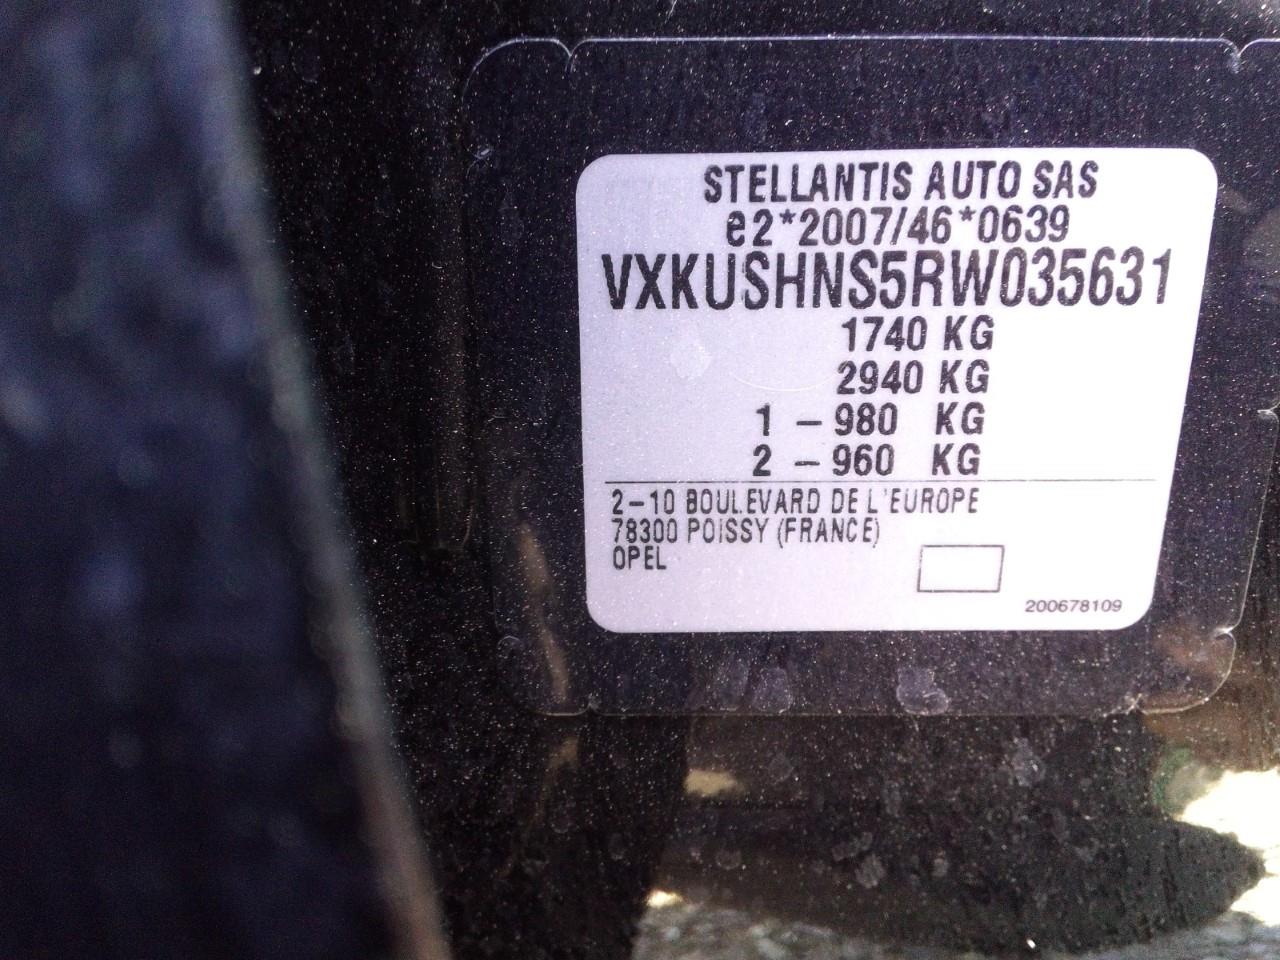 STELLANTIS AUTO SAS
e2*2007/46*0639
VXKUSHNS5RW035631
1740 KG
2940 KG
1 – 980 KG
2 – 960 KG
2–10 BOULEVARD DE L'EUROPE
78300 POISSY (FRANCE)
OPEL
200678109